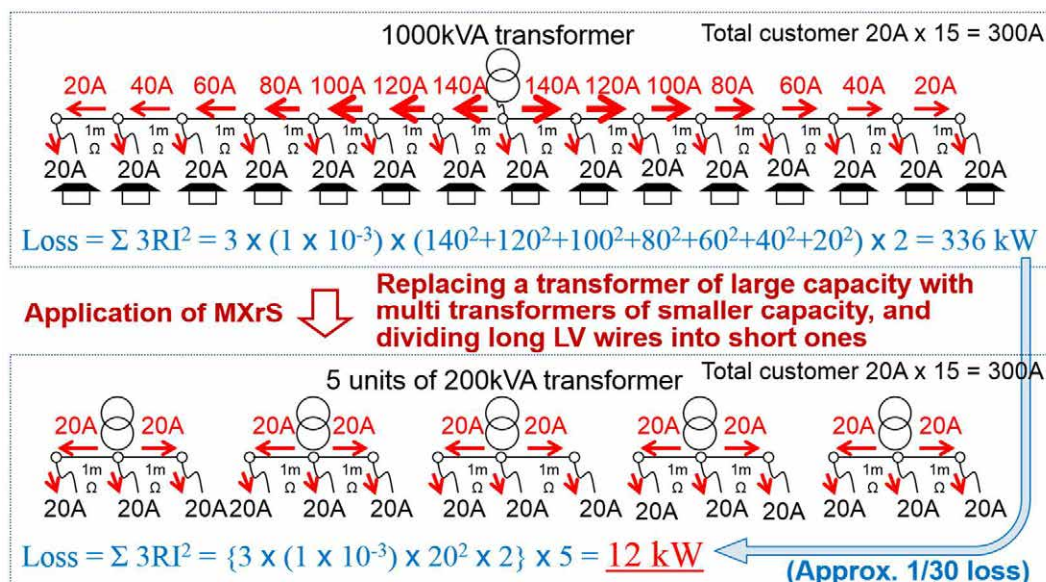 1000kVA transformer
Total customer 20A x 15 = 300A
20A 40A 60A 80A 100A 120A 140A 140A 120A 100A 80A 60A 40A 20A
1m Ω 1m Ω 1m Ω 1m Ω 1m Ω 1m Ω 1m Ω 1m Ω 1m Ω 1m Ω 1m Ω 1m Ω 1m Ω 1m Ω
20A 20A 20A 20A 20A 20A 20A 20A 20A 20A 20A 20A 20A 20A 20A
Loss = Σ 3RI² = 3 x (1 x 10⁻³) x (140²+120²+100²+80²+60²+40²+20²) x 2 = 336 kW
Application of MXrS
Replacing a transformer of large capacity with
multi transformers of smaller capacity, and
dividing long LV wires into short ones
5 units of 200kVA transformer
Total customer 20A x 15 = 300A
20A 20A 20A 20A 20A 20A 20A 20A 20A 20A
1m Ω 1m Ω 1m Ω 1m Ω 1m Ω 1m Ω 1m Ω 1m Ω 1m Ω 1m Ω
20A 20A 20A 20A 20A 20A 20A 20A 20A 20A 20A 20A 20A 20A 20A
Loss = Σ 3RI² = {3 x (1 x 10⁻³) x 20² x 2} x 5 = 12 kW
(Approx. 1/30 loss)